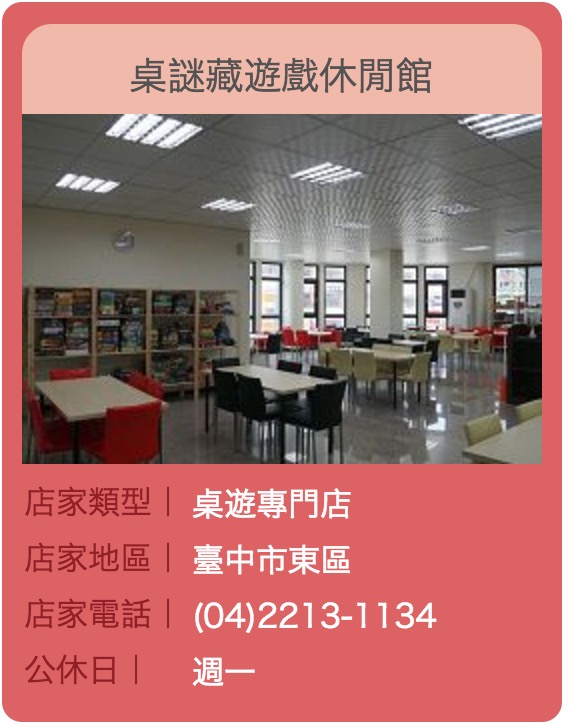 桌謎藏遊戲休閒館
店家類型｜ 桌遊專門店
店家地區｜ 臺中市東區
店家電話｜ (04)2213-1134
公休日｜ 週一